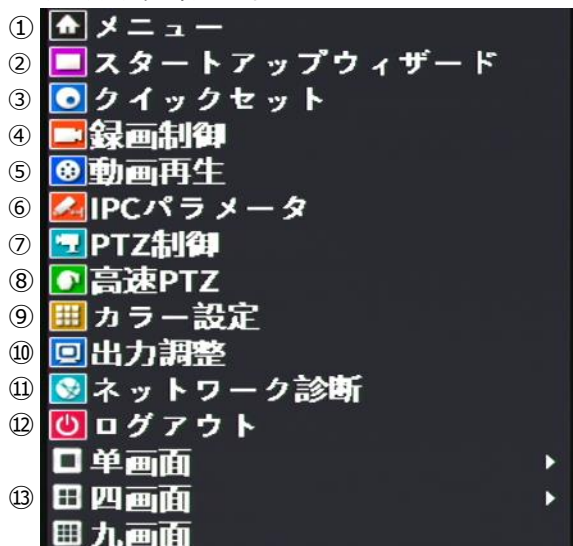 ① メニュー
② スタートアップウィザード
③ クイックセット
④ 録画制御
⑤ 動画再生
⑥ IPCパラメータ
⑦ PTZ制御
⑧ 高速PTZ
⑨ カラー設定
⑩ 出力調整
⑪ ネットワーク診断
⑫ ログアウト
単画面
⑬ 四画面
九画面